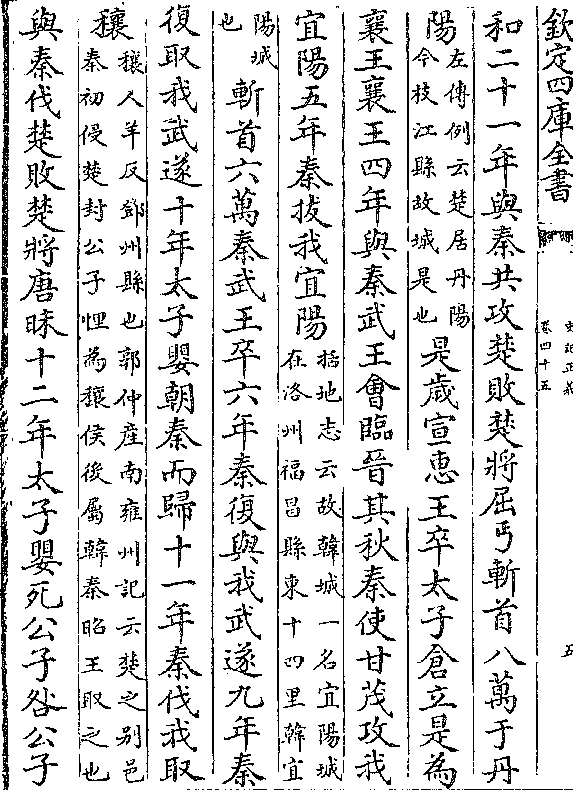 欽定四庫全書
史記正義
卷四十五
五
和二十一年與秦共攻楚敗楚將屈丐斬首八萬于丹
陽左傳例云楚居丹陽今枝江縣故城是也是歲宣惠王卒太子倉立是為
襄王襄王四年與秦武王會臨晉其秋秦使甘茂攻我
宜陽五年秦拔我宜陽括地志云故韓城一名宜陽城在洛州福昌縣東十四里韓宜
陽城也斬首六萬秦武王卒六年秦復與我武遂九年秦
復取我武遂十年太子嬰朝秦而歸十一年秦伐我取
穰穰人羊反鄧州縣也郭仲産南雍州記云楚之别邑秦初侵楚封公子悝為穰侯後屬韓秦昭王取之也
與秦伐楚敗楚將唐昧十二年太子嬰死公子咎公子